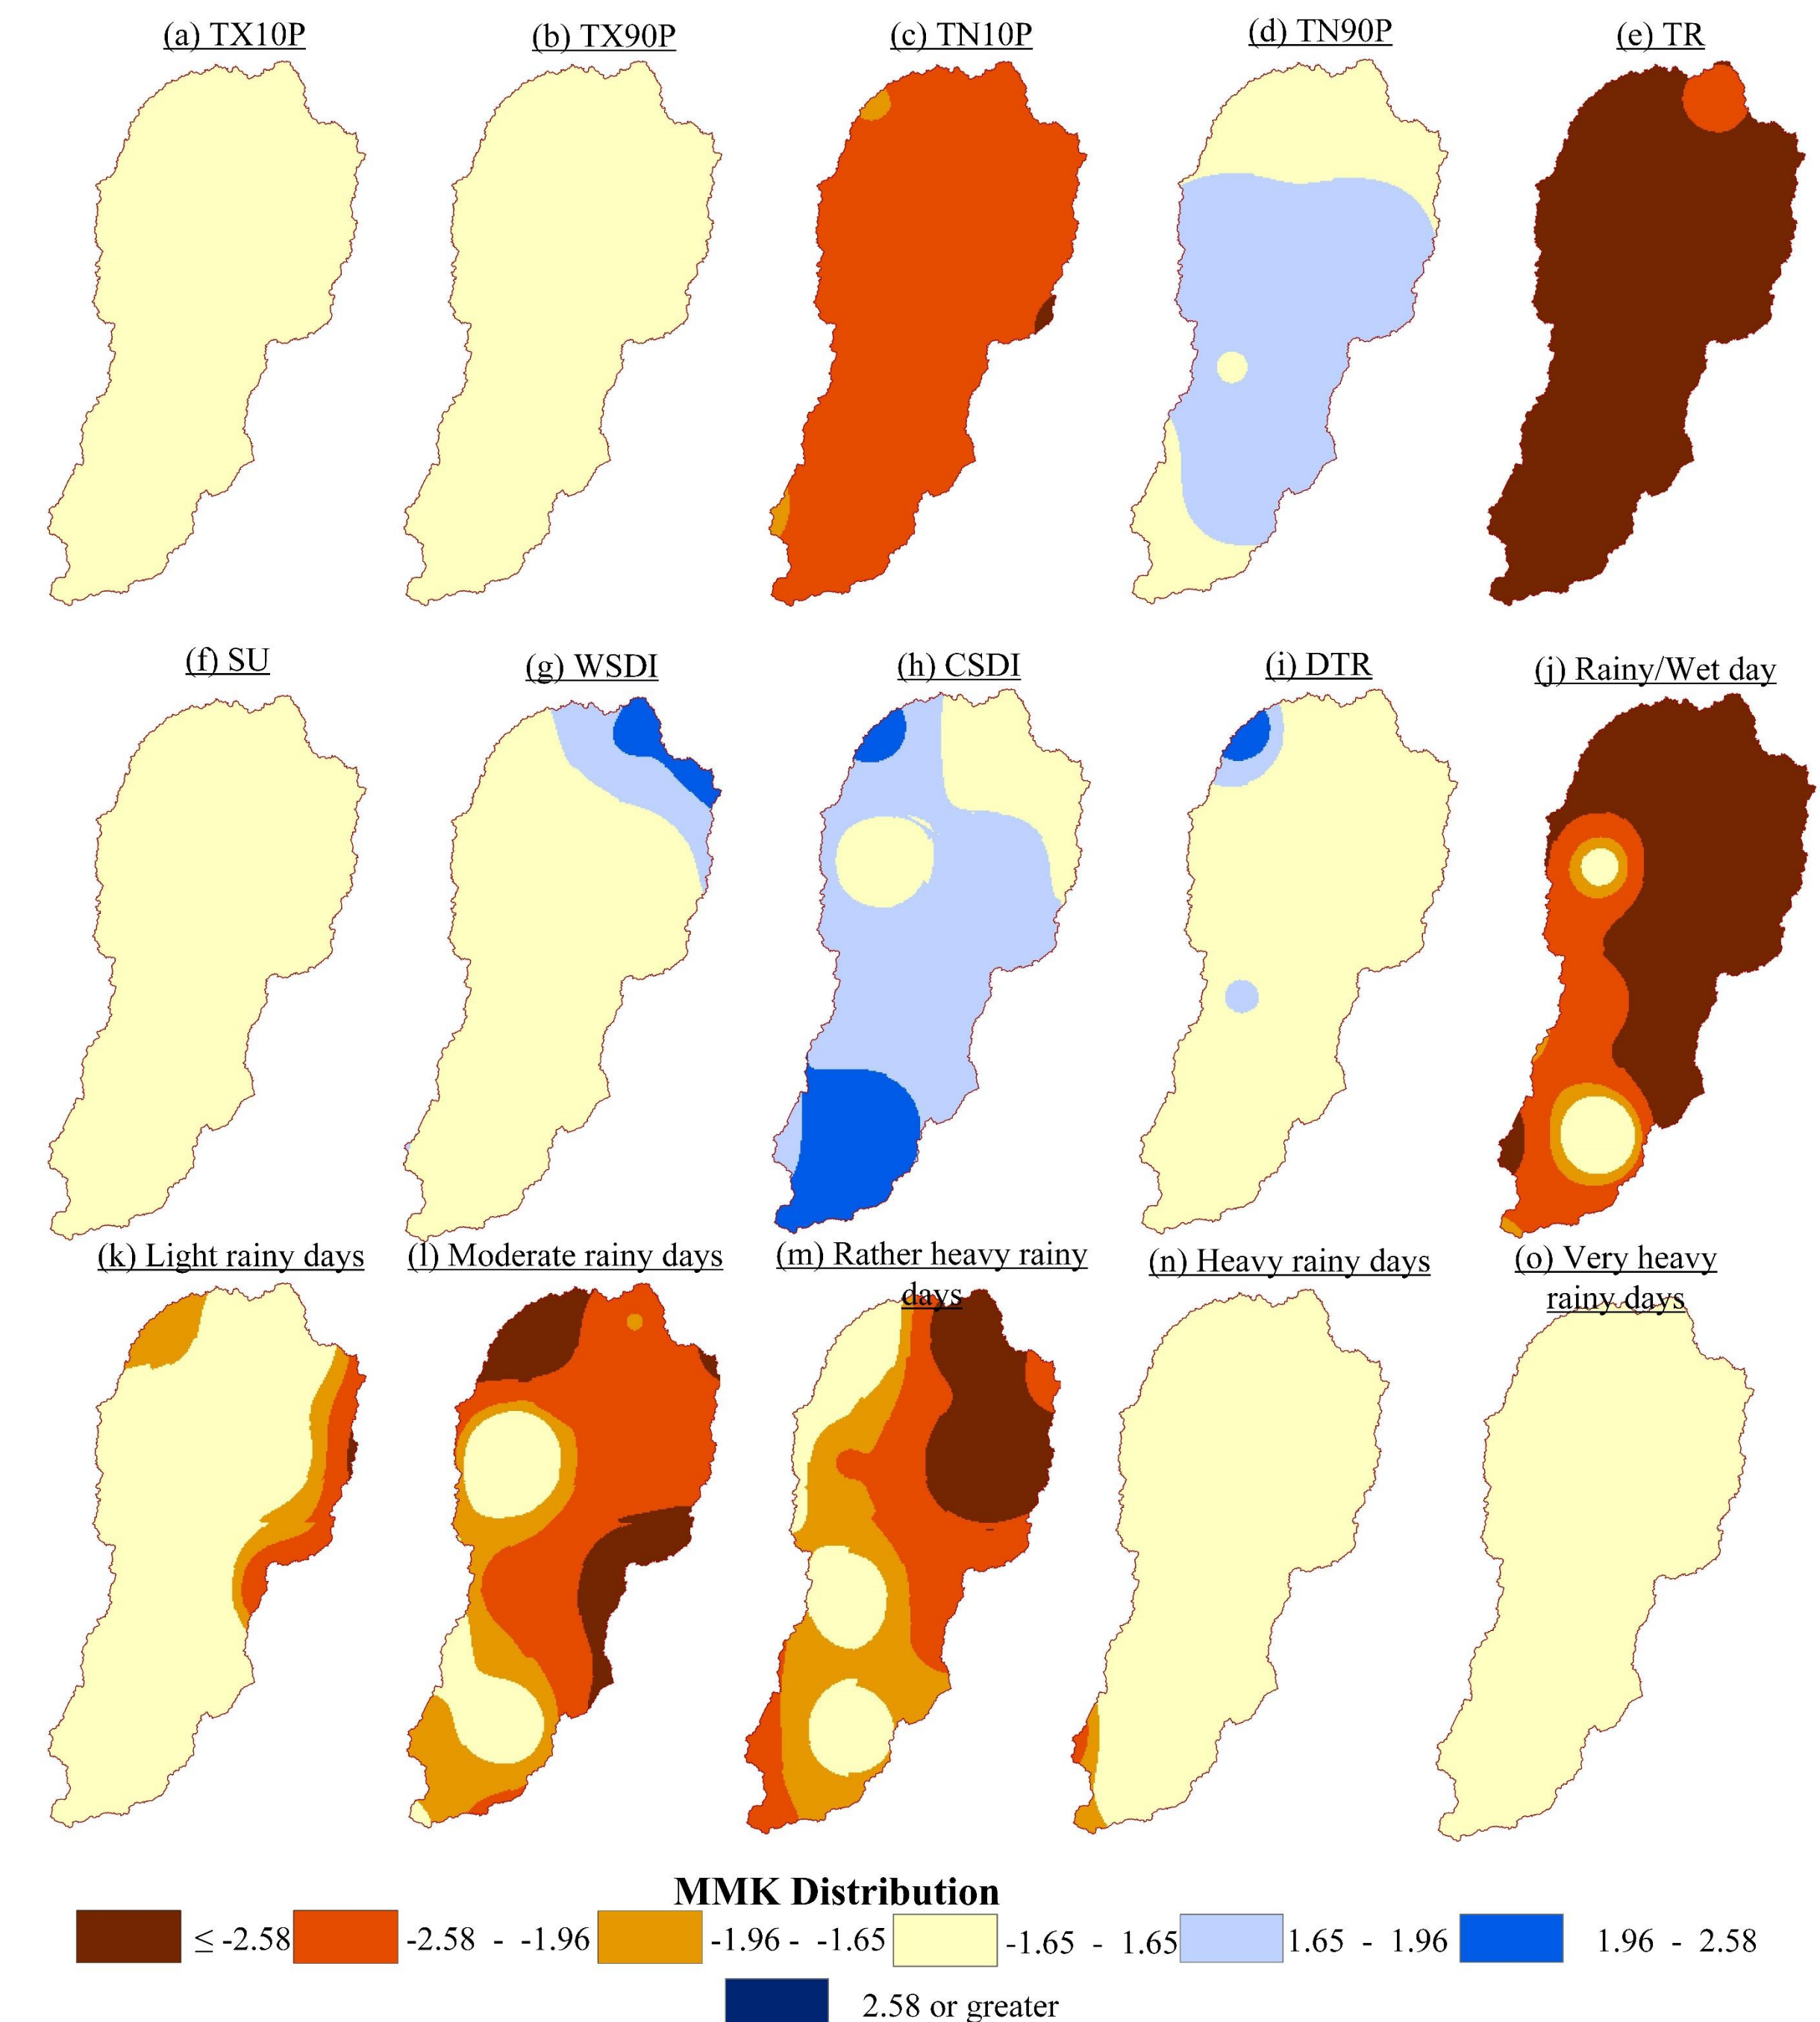 (a) TX10P
(b) TX90P
(c) TN10P
(d) TN90P
(e) TR
(f) SU
(g) WSDI
(h) CSDI
(i) DTR
(j) Rainy/Wet day
(k) Light rainy days
(l) Moderate rainy days
(m) Rather heavy rainy
days
(n) Heavy rainy days
(o) Very heavy
rainy days
MMK Distribution
≤ -2.58
-2.58 - -1.96
-1.96 - -1.65
-1.65 - 1.65
1.65 - 1.96
1.96 - 2.58
2.58 or greater